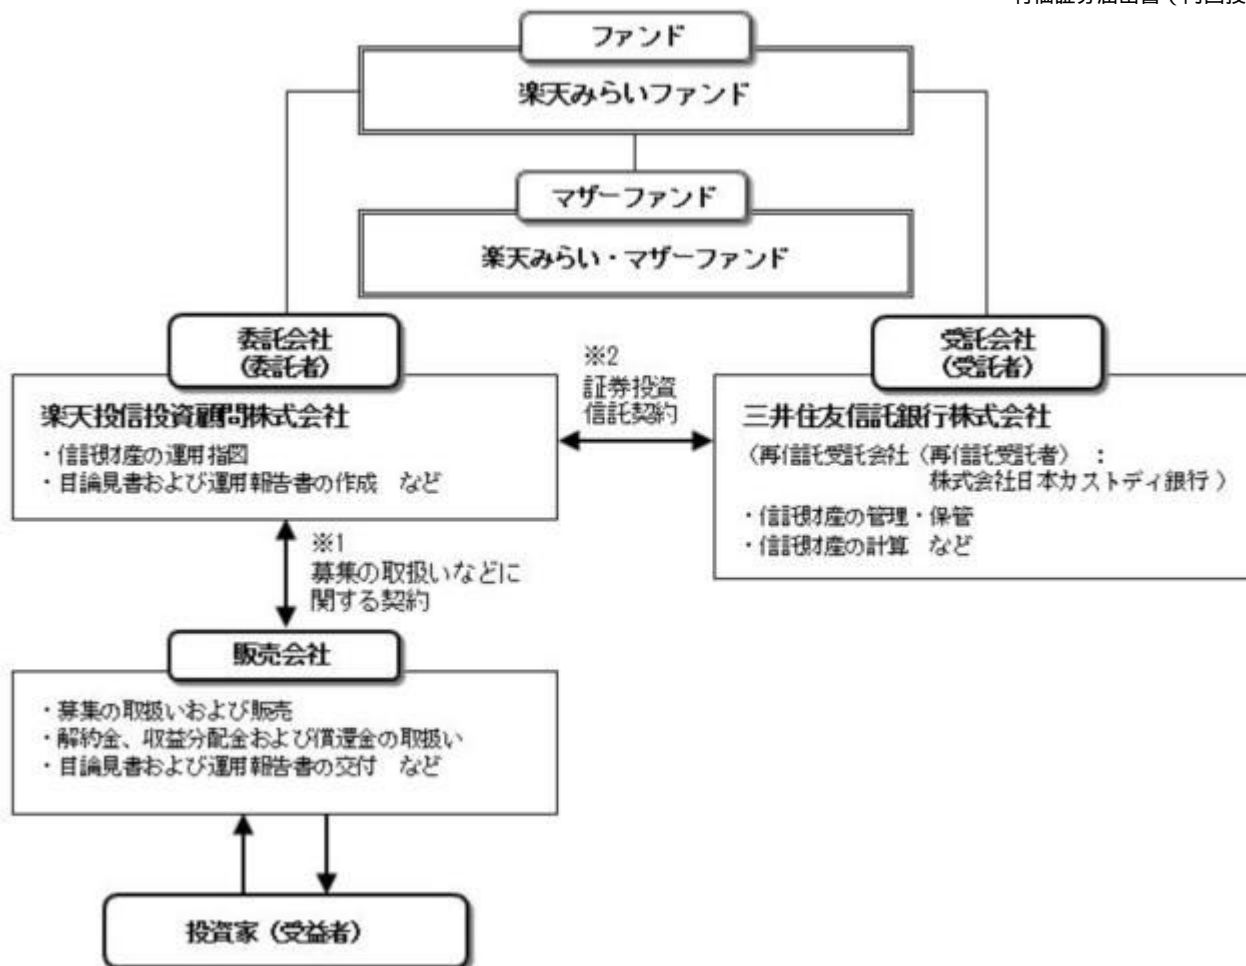 ファンド
楽天みらいファンド
マザーファンド
楽天みらい・マザーファンド
委託会社
（委託者）
楽天投信投資顧問株式会社
・信託財産の運用指図
・目論見書および運用報告書の作成　など
※2
証券投資
信託契約
受託会社
（受託者）
三井住友信託銀行株式会社
（再信託受託会社（再信託受託者）：
株式会社日本カストディ銀行）
・信託財産の管理・保管
・信託財産の計算　など
※1
募集の取扱いなどに
関する契約
販売会社
・募集の取扱いおよび販売
・解約金、収益分配金および償還金の取扱い
・目論見書および運用報告書の交付　など
投資家（受益者）